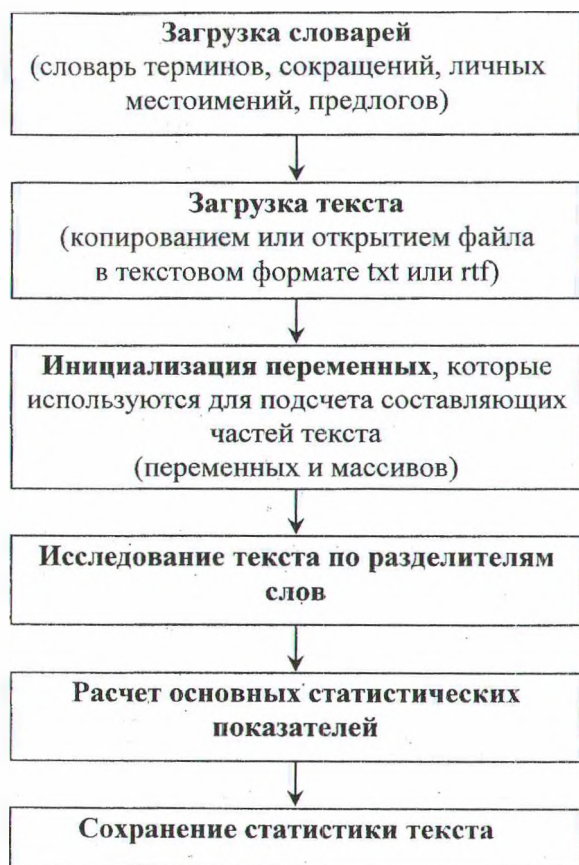 Загрузка словарей
(словарь терминов, сокращений, личных
местоимений, предлогов)
Загрузка текста
(копированием или открытием файла
в текстовом формате txt или rtf)
Инициализация переменных, которые
используются для подсчета составляющих
частей текста
(переменных и массивов)
Исследование текста по разделителям
слов
Расчет основных статистических
показателей
Сохранение статистики текста